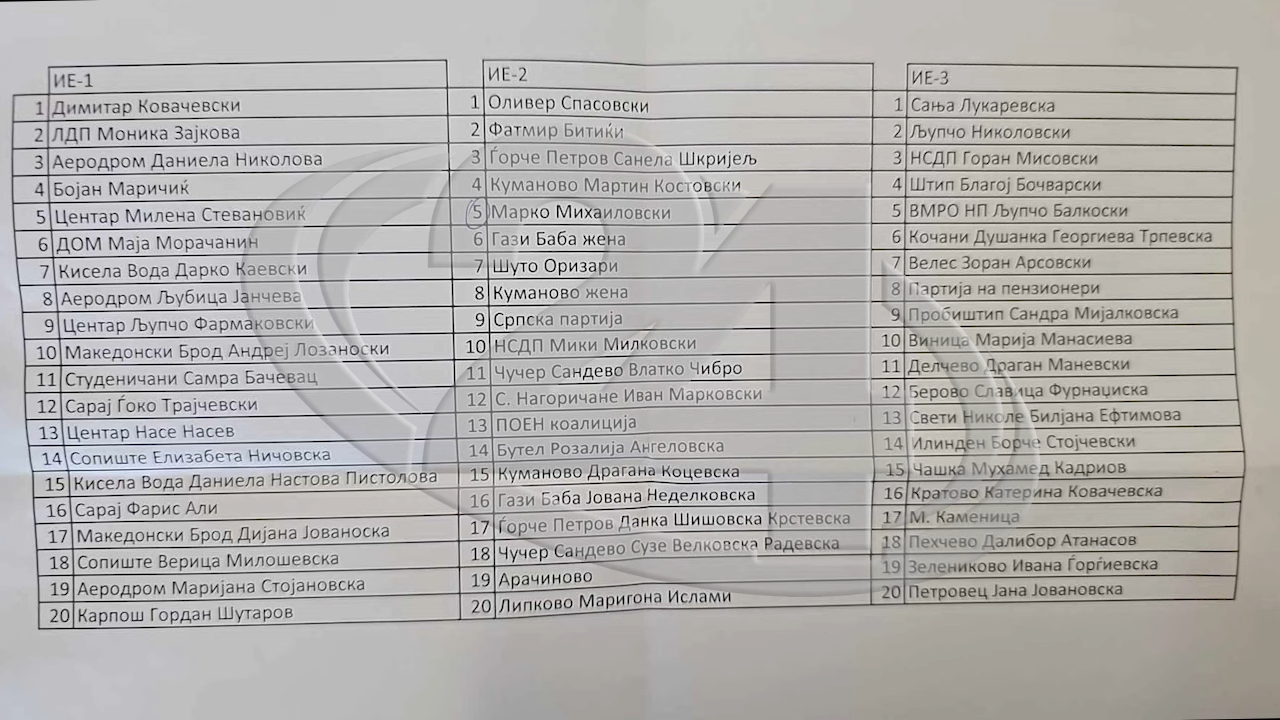 ИЕ-1
1 Димитар Ковачевски
2 ЛДП Моника Зајкова
3 Аеродром Даниела Николова
4 Бојан Маричиќ
5 Центар Милена Стевановиќ
6 ДОМ Маја Морачанин
7 Кисела Вода Дарко Каевски
8 Аеродром Љубица Јанчева
9 Центар Љупчо Фармаковски
10 Македонски Брод Андреј Лозаноски
11 Студеничани Самра Бачевац
12 Сарај Ѓоко Трајчевски
13 Центар Насе Насев
14 Сопиште Елизабета Ничовска
15 Кисела Вода Даниела Настова Пистолова
16 Сарај Фарис Али
17 Македонски Брод Дијана Јованоска
18 Сопиште Верица Милошевска
19 Аеродром Маријана Стојановска
20 Карпош Гордан Шутаров
ИЕ-2
1 Оливер Спасовски
2 Фатмир Битиќи
3 Ѓорче Петров Санела Шкријељ
4 Куманово Мартин Костовски
5 Марко Михаиловски
6 Гази Баба жена
7 Шуто Оризари
8 Куманово жена
9 Српска партија
10 НСДП Мики Милковски
11 Чучер Сандево Влатко Чибро
12 С. Нагоричане Иван Марковски
13 ПОЕН коалиција
14 Бутел Розалија Ангеловска
15 Куманово Драгана Коцевска
16 Гази Баба Јована Неделковска
17 Ѓорче Петров Данка Шишовска Крстевска
18 Чучер Сандево Сузе Велковска Радевска
19 Арачиново
20 Липково Маригона Ислами
ИЕ-3
1 Сања Лукаревска
2 Љупчо Николовски
3 НСДП Горан Мисовски
4 Штип Благој Бочварски
5 ВМРО НП Љупчо Балкоски
6 Кочани Душанка Георгиева Трпевска
7 Велес Зоран Арсовски
8 Партија на пензионери
9 Пробиштип Сандра Мијалковска
10 Виница Марија Манасиева
11 Делчево Драган Маневски
12 Берово Славица Фурнаџиска
13 Свети Николе Билјана Ефтимова
14 Илинден Борче Стојчевски
15 Чашка Мухамед Кадриов
16 Кратово Катерина Ковачевска
17 М. Каменица
18 Пехчево Далибор Атанасов
19 Зелениково Ивана Ѓорѓиевска
20 Петровец Јана Јовановска
24